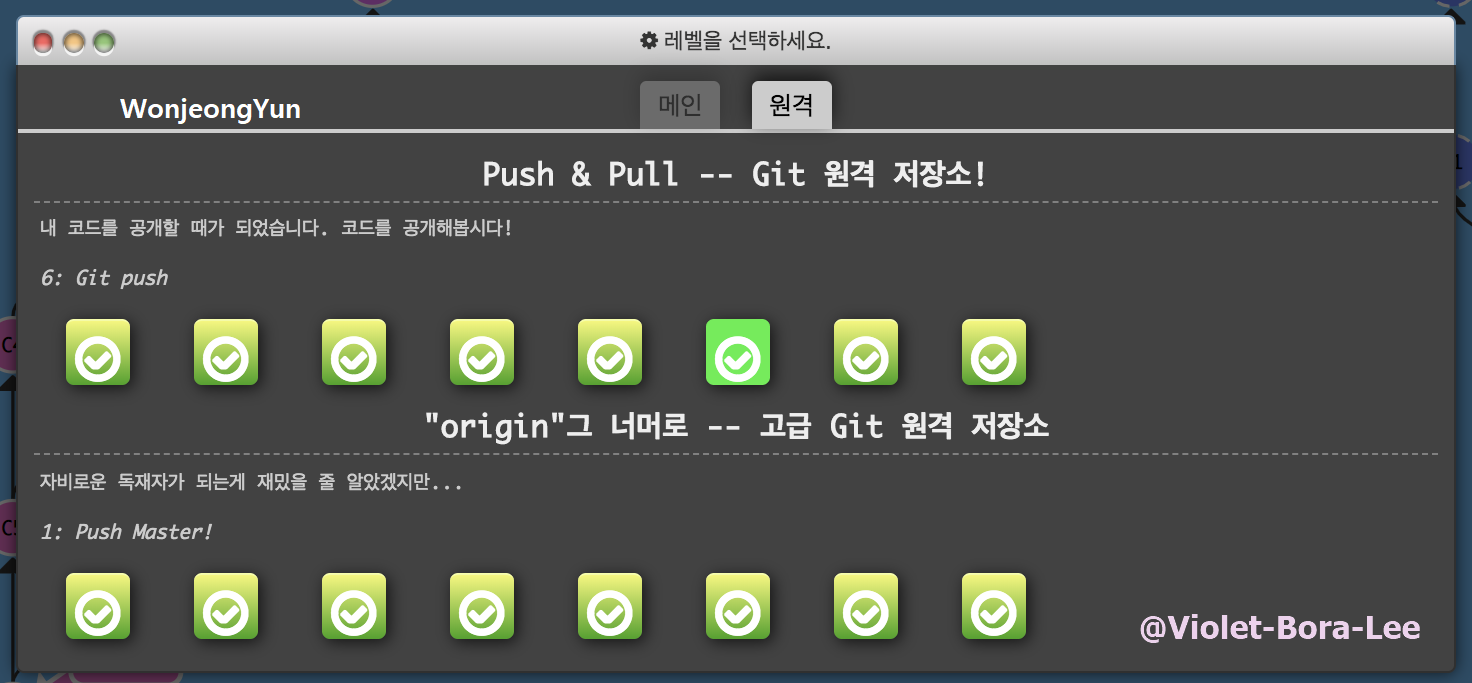 레벨을 선택하세요.
WonjeongYun
메인
원격
Push & Pull -- Git 원격 저장소!
내 코드를 공개할 때가 되었습니다. 코드를 공개해봅시다!
6: Git push
"origin"그 너머로 -- 고급 Git 원격 저장소
자비로운 독재자가 되는게 재밌을 줄 알았겠지만...
1: Push Master!
@Violet-Bora-Lee